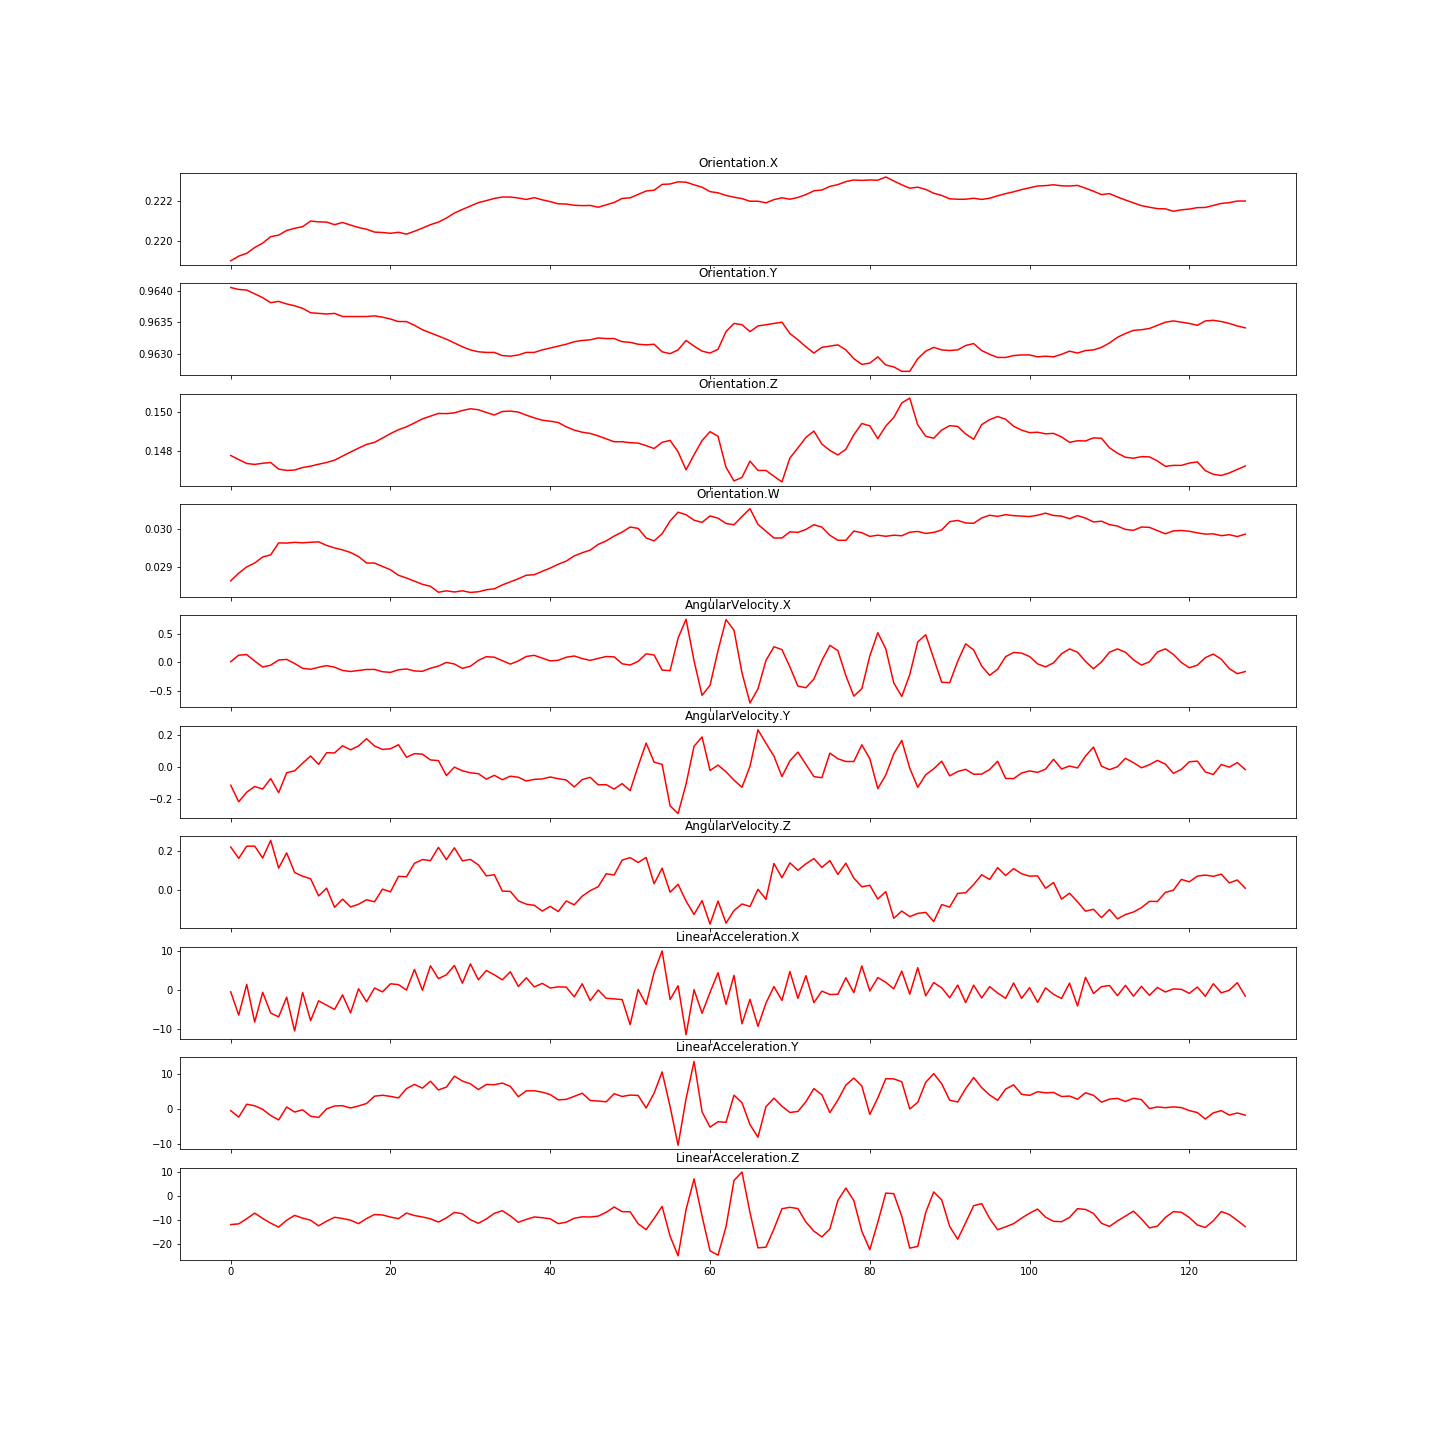 Orientation.X
0.222
0.220
Orientation.Y
0.9640
0.9635
0.9630
Orientation.Z
0.150
0.148
Orientation.W
0.030
0.029
AngularVelocity.X
0.5
0.0
−0.5
AngularVelocity.Y
0.2
0.0
−0.2
AngularVelocity.Z
0.2
0.0
LinearAcceleration.X
10
0
−10
LinearAcceleration.Y
10
0
−10
LinearAcceleration.Z
10
0
−10
−20
0 20 40 60 80 100 120